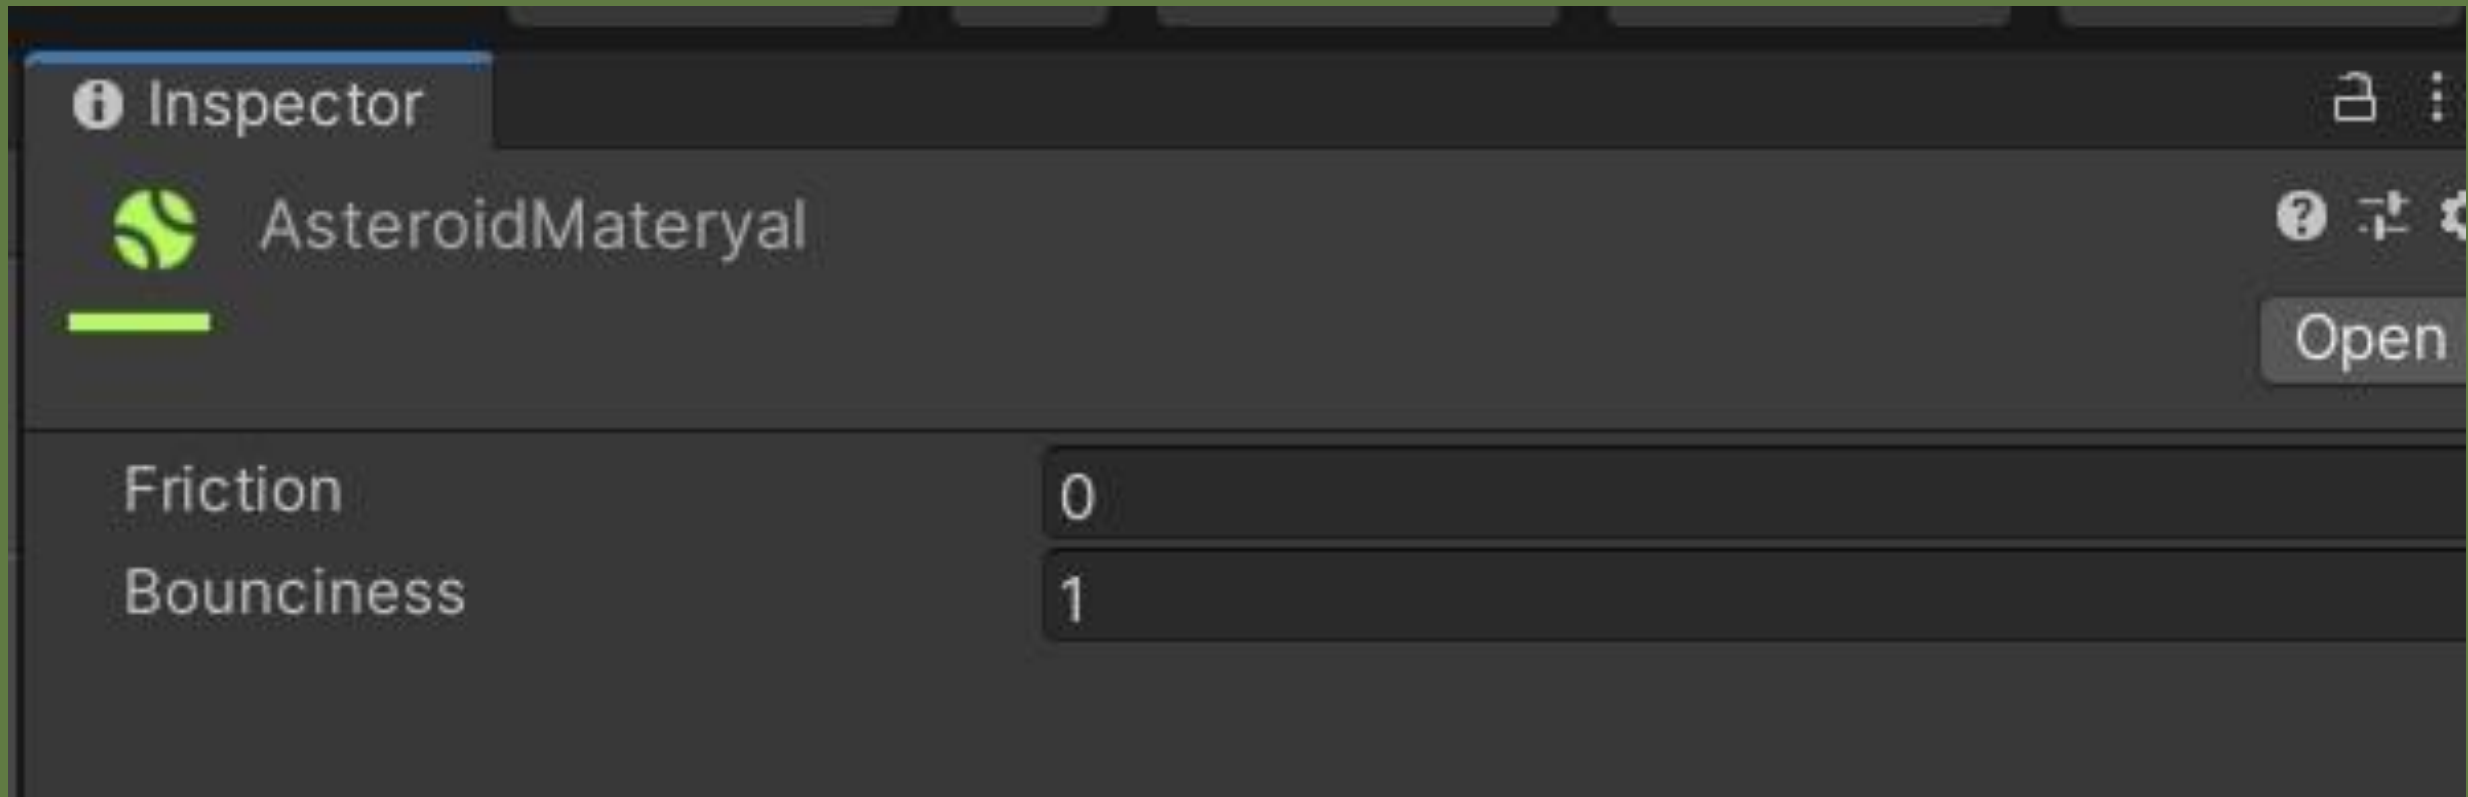 Inspector
AsteroidMateryal
Open
Friction 0
Bounciness 1